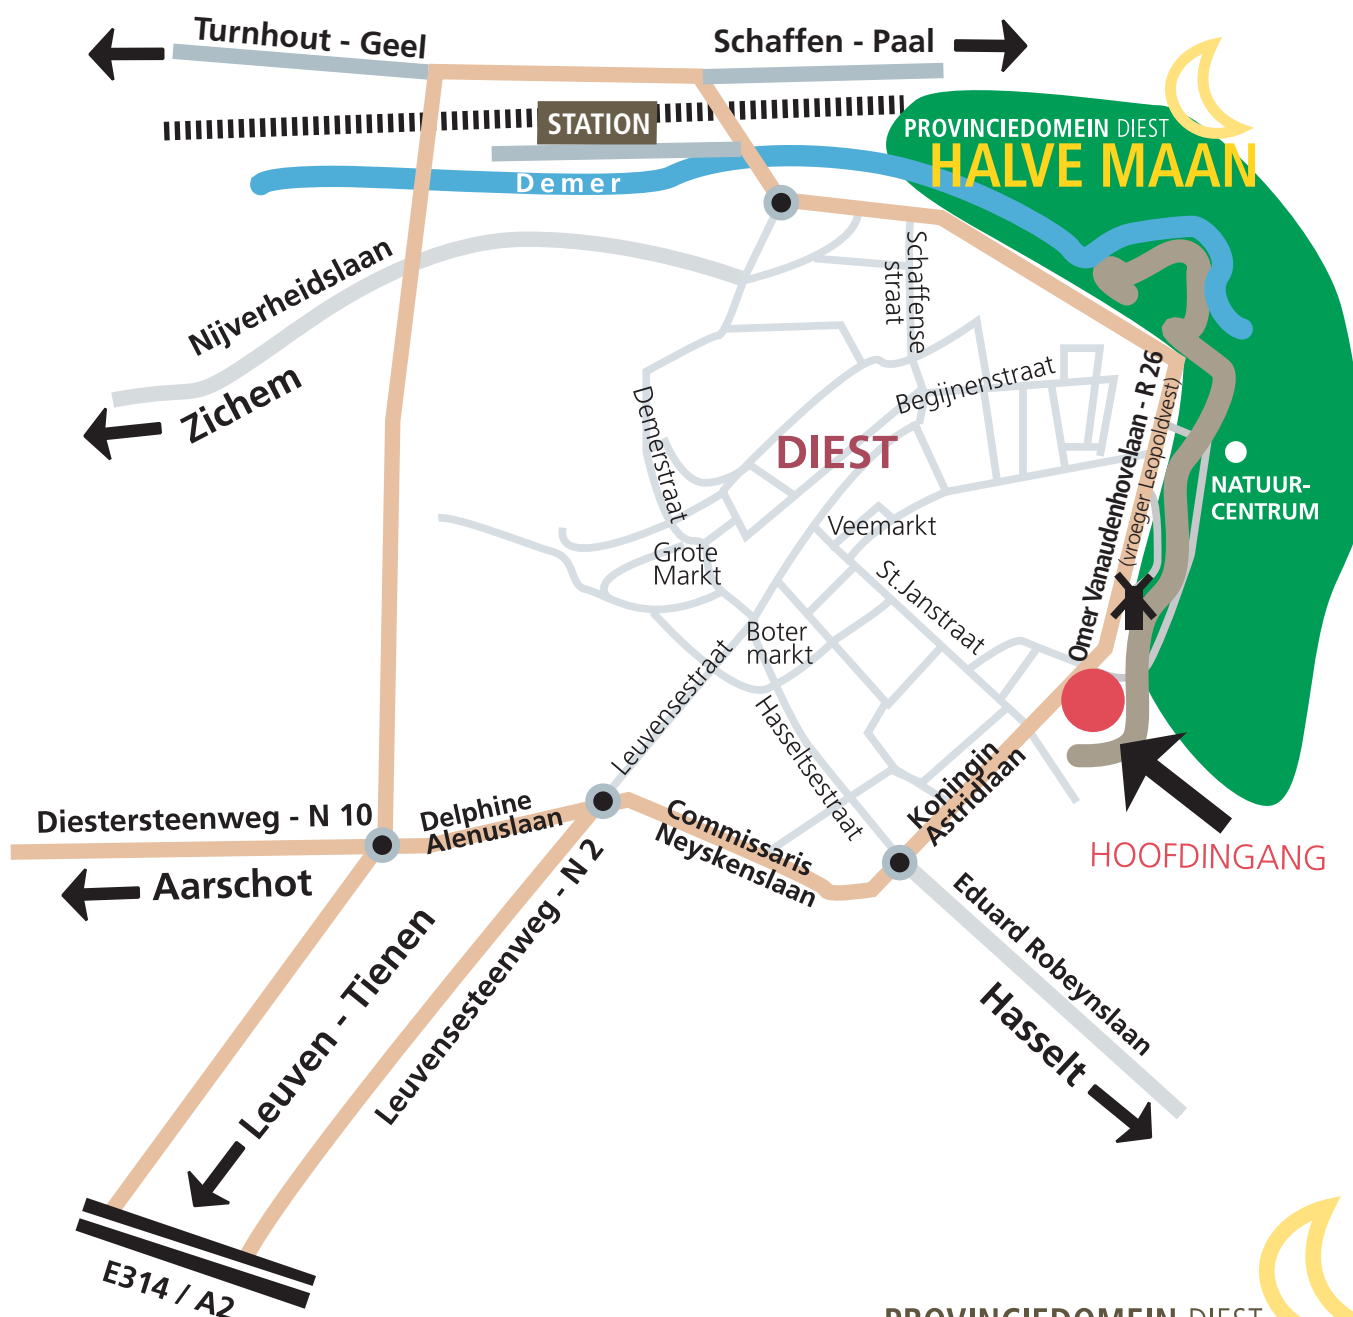 Turnhout - Geel
Schaffen - Paal
STATION
PROVINCIEDOMEIN DIEST
HALVE MAAN
Demer
Nijverheidslaan
Zichem
Schaffense
straat
Begijnenstraat
Demerstraat
DIEST
Omer Vanaudenhovelaan - R 26
(vroeger Leopoldvest)
NATUUR-
CENTRUM
Veemarkt
Grote
Markt
St.Janstraat
Boter
markt
Leuvensestraat
Hasseltsestraat
Koningin
Astridlaan
Diestersteenweg - N 10
Delphine
Alenuslaan
Commissaris
Neyskenslaan
HOOFDINGANG
Aarschot
Leuven - Tienen
Leuvensesteenweg - N 2
Eduard Robeynslaan
Hasselt
E314 / A2
PROVINCIEDOMEIN DIEST